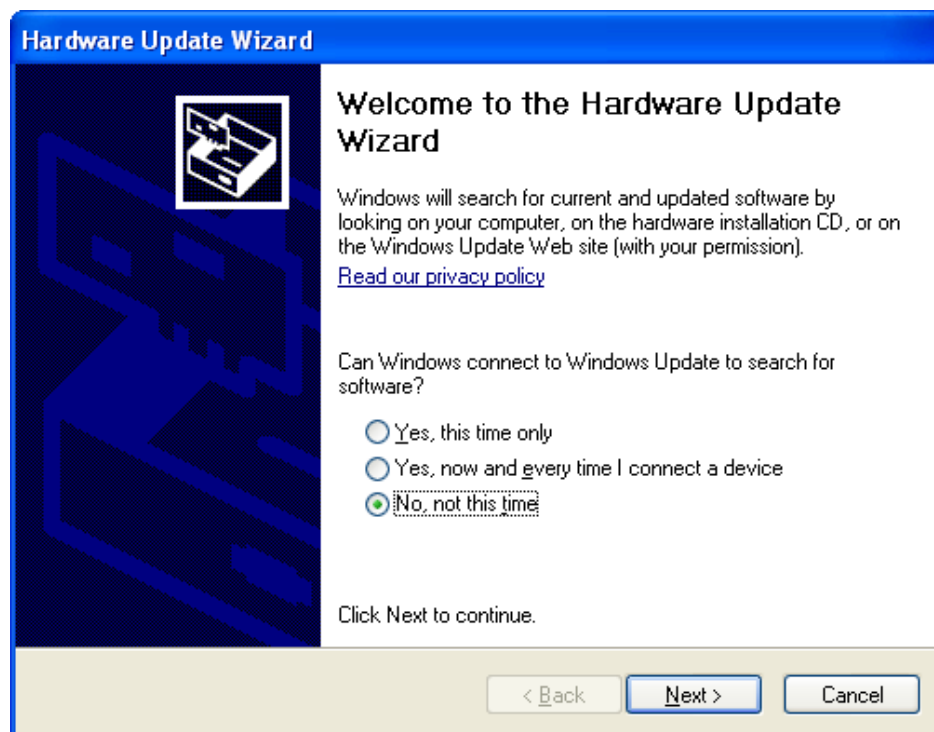 Hardware Update Wizard
Welcome to the Hardware Update
Wizard
Windows will search for current and updated software by
looking on your computer, on the hardware installation CD, or on
the Windows Update Web site (with your permission).
Read our privacy policy
Can Windows connect to Windows Update to search for
software?
Yes, this time only
Yes, now and every time I connect a device
No, not this time
Click Next to continue.
< Back
Next >
Cancel